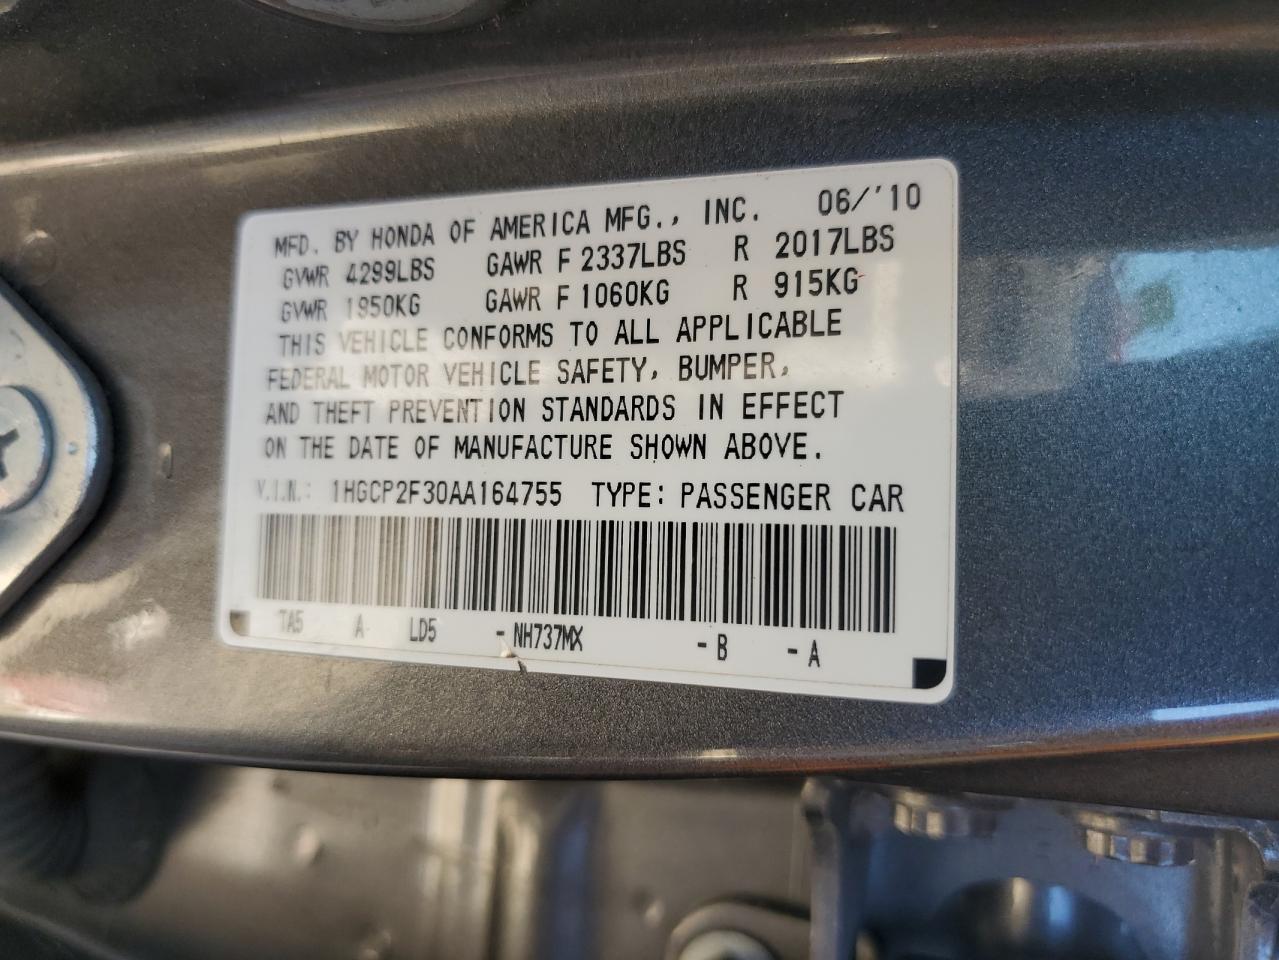 MFD. BY HONDA OF AMERICA MFG., INC. 06/'10
GVWR 4299LBS GAWR F 2337LBS R 2017LBS
GVWR 1950KG GAWR F 1060KG R 915KG
THIS VEHICLE CONFORMS TO ALL APPLICABLE
FEDERAL MOTOR VEHICLE SAFETY, BUMPER,
AND THEFT PREVENTION STANDARDS IN EFFECT
ON THE DATE OF MANUFACTURE SHOWN ABOVE.
V.I.N.: 1HGCP2F30AA164755 TYPE: PASSENGER CAR
TA5 A LD5 - NH737MX - B - A